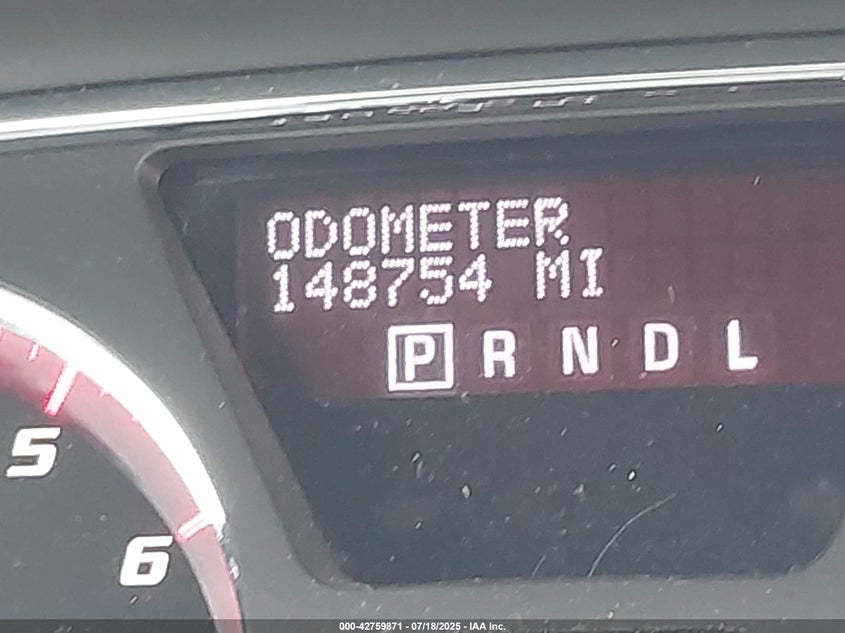 ODOMETER
148754 MI
P R N D L
5
6
000-42759871 - 07/18/2025 - IAA Inc.